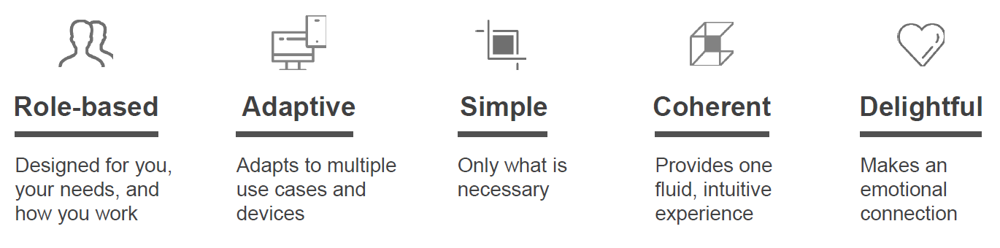 Role-based
Designed for you,
your needs, and
how you work
Adaptive
Adapts to multiple
use cases and
devices
Simple
Only what is
necessary
Coherent
Provides one
fluid, intuitive
experience
Delightful
Makes an
emotional
connection